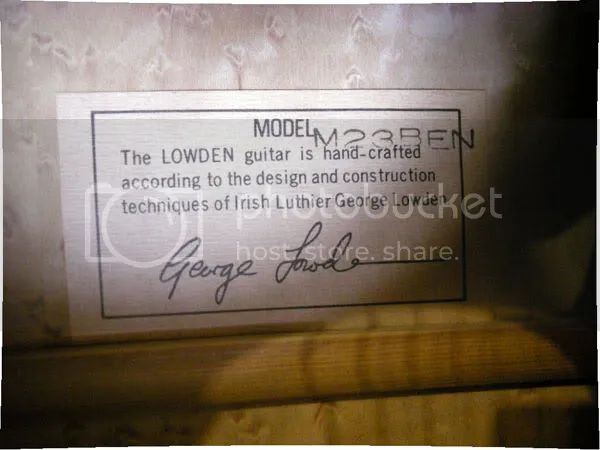 MODEL M23BEN
The LOWDEN guitar is hand-crafted
according to the design and construction
techniques of Irish Luthier George Lowden
George Lowde
photobucket
host. store. share.